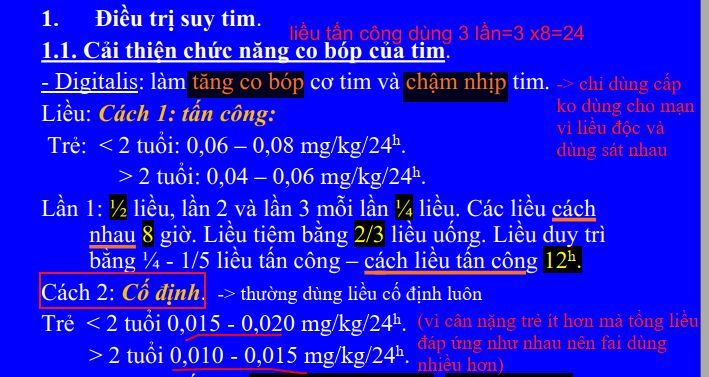 1. Điều trị suy tim.
liều tấn công dùng 3 lần=3 x8=24
1.1. Cải thiện chức năng co bóp của tim.
- Digitalis: làm tăng co bóp cơ tim và chậm nhịp tim.
-> chỉ dùng cấp
ko dùng cho mạn
vì liều độc và
dùng sát nhau
Liều: Cách 1: tấn công:
Trẻ: < 2 tuổi: 0,06 – 0,08 mg/kg/24h.
> 2 tuổi: 0,04 – 0,06 mg/kg/24h.
Lần 1: ½ liều, lần 2 và lần 3 mỗi lần ¼ liều. Các liều cách
nhau 8 giờ. Liều tiêm bằng 2/3 liều uống. Liều duy trì
bằng ¼ - 1/5 liều tấn công – cách liều tấn công 12h.
Cách 2: Cố định. -> thường dùng liều cố định luôn
Trẻ < 2 tuổi 0,015 - 0,020 mg/kg/24h.
> 2 tuổi 0,010 - 0,015 mg/kg/24h.
(vì cân nặng trẻ ít hơn mà tổng liều
đáp ứng như nhau nên fai dùng
nhiều hơn)